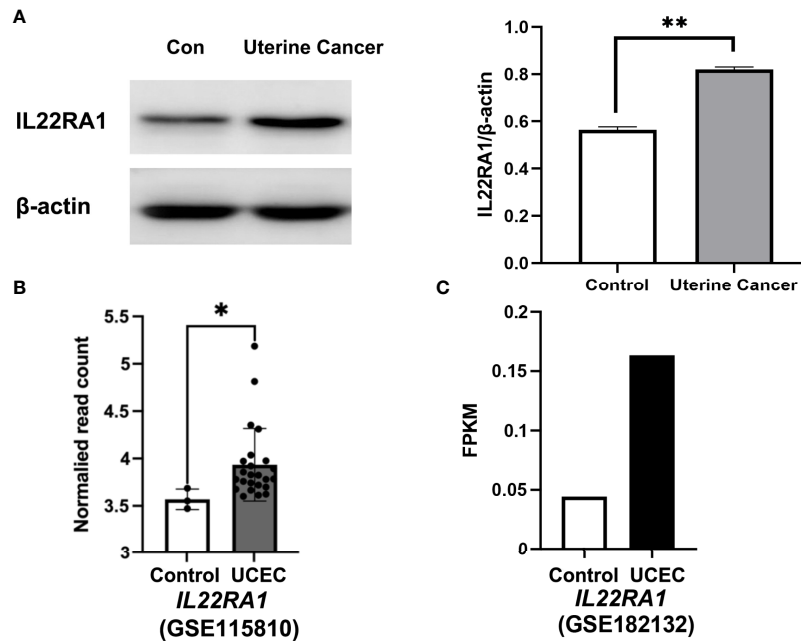 A
Con Uterine Cancer
IL22RA1
β-actin
IL22RA1/β-actin
1.0
0.8
0.6
0.4
0.2
0.0
**
Control Uterine Cancer
B
Normalied read count
5.5
5
4.5
4
3.5
3
*
Control UCEC
IL22RA1
(GSE115810)
C
FPKM
0.2
0.15
0.1
0.05
0
Control UCEC
IL22RA1
(GSE182132)